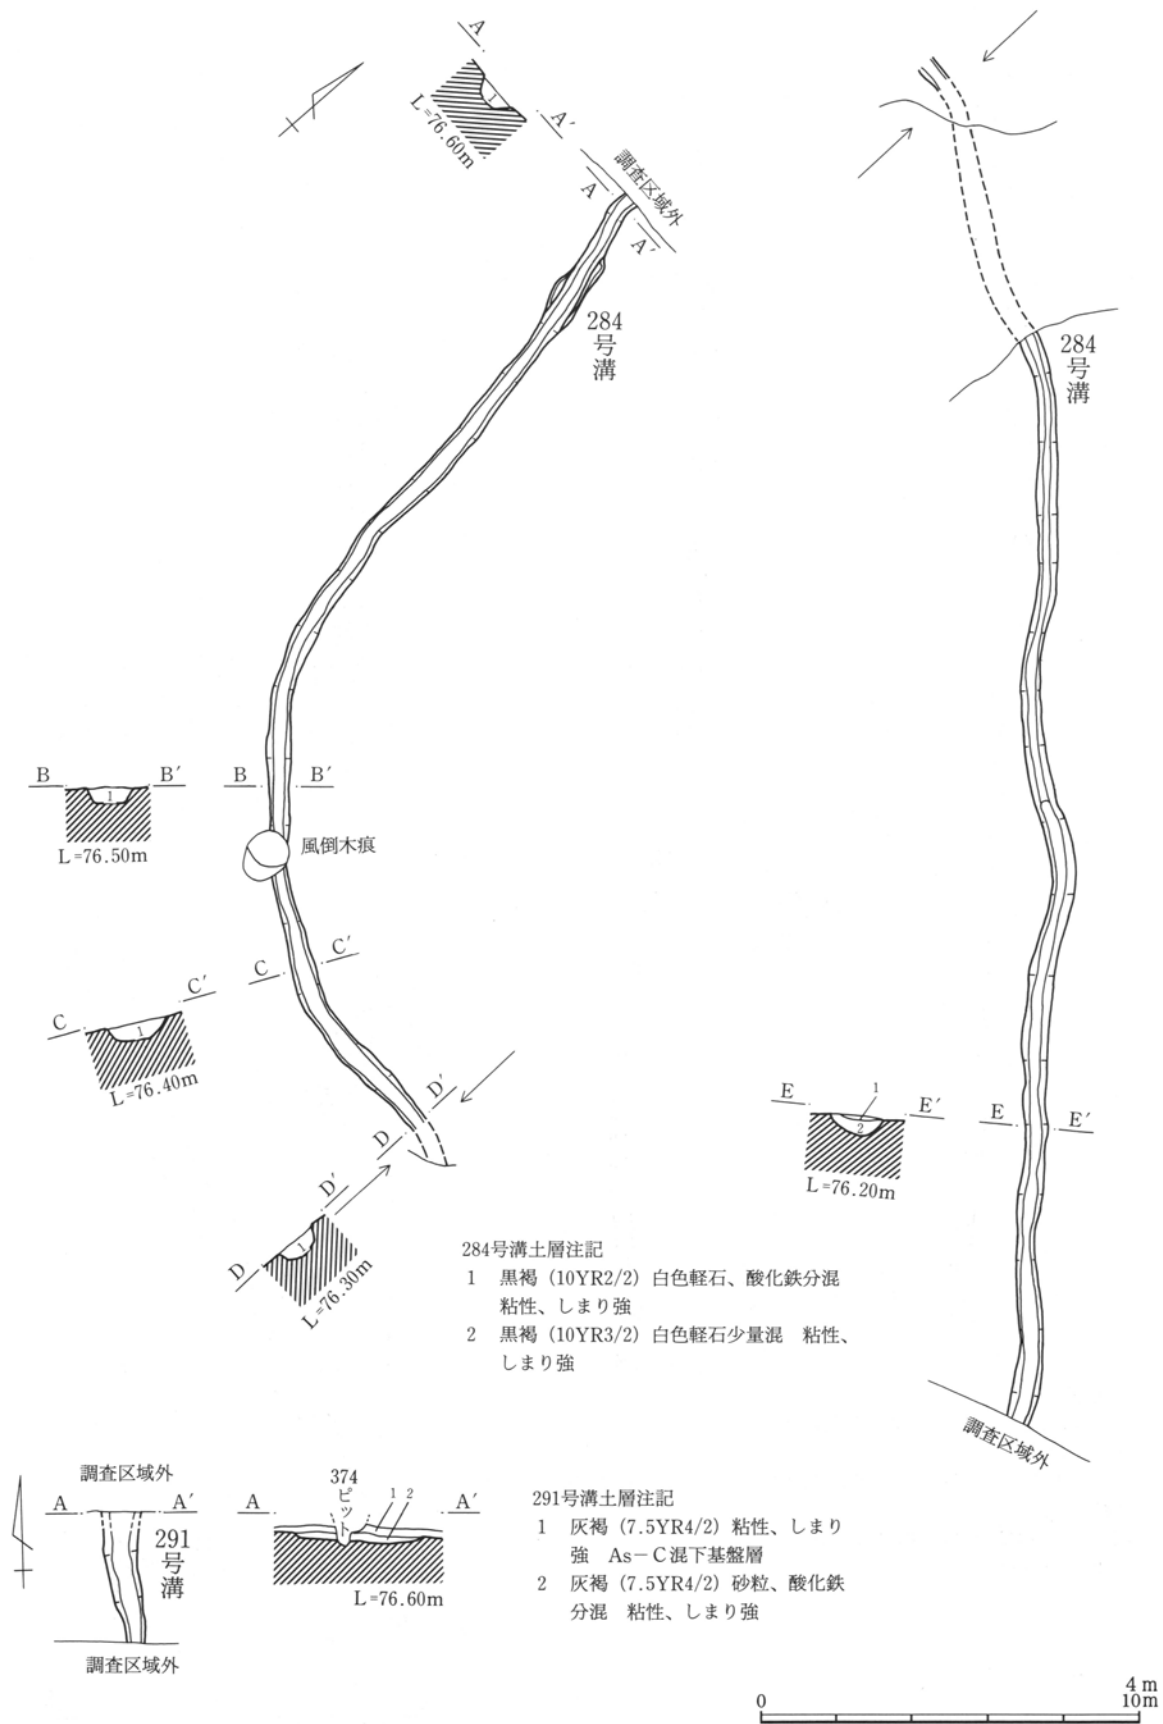 A
1
L=76.60m
A′
調査区域外
A
A′
284
号
溝
284
号
溝
B
B′
1
L=76.50m
B
B′
風倒木痕
C
C′
C
C′
1
L=76.40m
D
D′
D
D′
1
L=76.30m
E
E′
1
2
L=76.20m
E
E′
284号溝土層注記
1 黒褐（10YR2/2）白色軽石、酸化鉄分混
粘性、しまり強
2 黒褐（10YR3/2）白色軽石少量混 粘性、
しまり強
調査区域外
調査区域外
A
A′
291
号
溝
調査区域外
A
A′
374
ピ
ッ
ト
1 2
L=76.60m
291号溝土層注記
1 灰褐（7.5YR4/2）粘性、しまり
強 As－C混下基盤層
2 灰褐（7.5YR4/2）砂粒、酸化鉄
分混 粘性、しまり強
0
4 m
10m